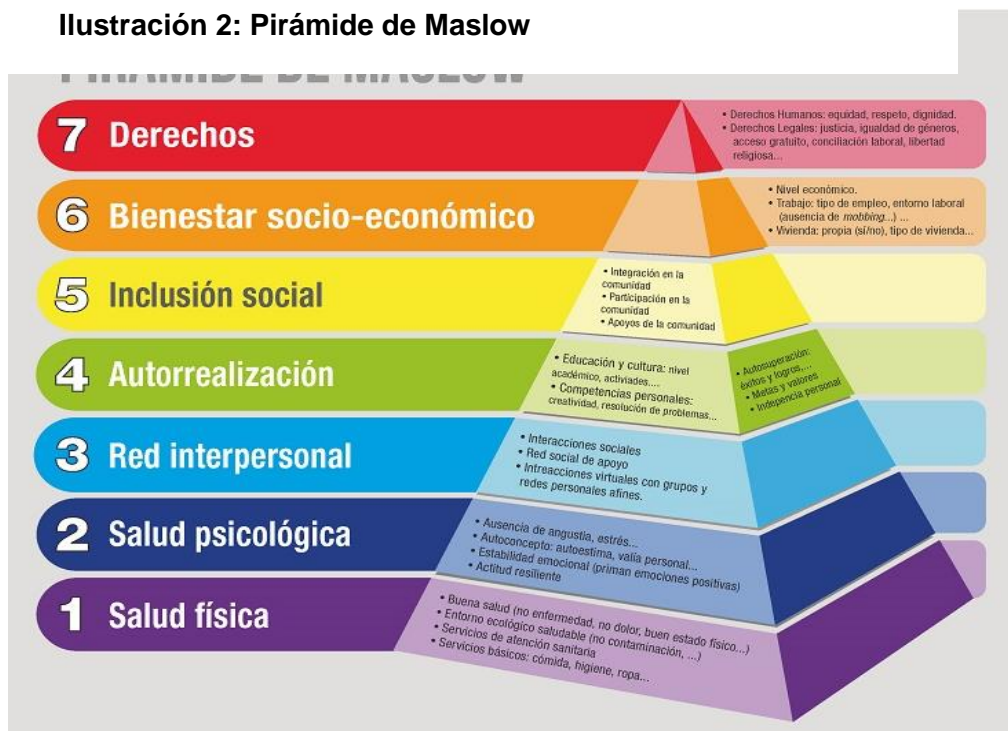 Ilustración 2: Pirámide de Maslow
PIRÁMIDE DE MASLOW
7 Derechos
• Derechos Humanos: equidad, respeto, dignidad.
• Derechos Legales: justicia, igualdad de géneros,
acceso gratuito, conciliación laboral, libertad
religiosa...
6 Bienestar socio-económico
• Nivel económico.
• Trabajo: tipo de empleo, entorno laboral
(ausencia de mobbing...) ...
• Vivienda: propia (sí/no), tipo de vivienda...
5 Inclusión social
• Integración en la
comunidad
• Participación en la
comunidad
• Apoyos de la comunidad
4 Autorrealización
• Educación y cultura: nivel
académico, activiades....
• Competencias personales:
creatividad, resolución de problemas...
• Autosuperación:
éxitos y logros,...
• Metas y valores
• Indepencia personal
3 Red interpersonal
• Interacciones sociales
• Red social de apoyo
• Intreacciones virtuales con grupos y
redes personales afines.
2 Salud psicológica
• Ausencia de angustia, estrés...
• Autoconcepto: autoestima, valía personal...
• Estabilidad emocional (priman emociones positivas)
• Actitud resiliente
1 Salud física
• Buena salud (no enfermedad, no dolor, buen estado físico...)
• Entorno ecológico saludable (no contaminación, ...)
• Servicios de atención sanitaria
• Servicios básicos: cómida, higiene, ropa...